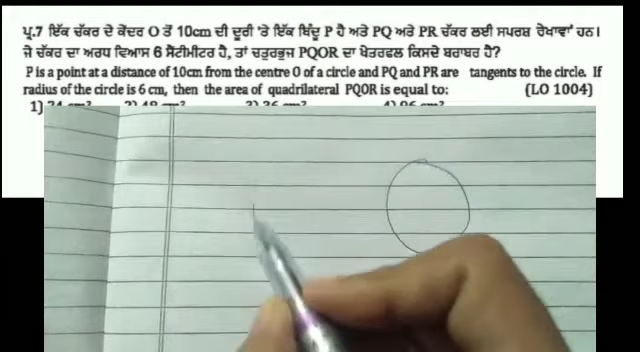 ਪ੍ਰ.7 ਇੱਕ ਚੱਕਰ ਦੇ ਕੇਂਦਰ O ਤੋਂ 10cm ਦੀ ਦੂਰੀ 'ਤੇ ਇੱਕ ਬਿੰਦੂ P ਹੈ ਅਤੇ PQ ਅਤੇ PR ਚੱਕਰ ਲਈ ਸਪਰਸ਼ ਰੇਖਾਵਾਂ ਹਨ।
ਜੇ ਚੱਕਰ ਦਾ ਅਰਧ ਵਿਆਸ 6 ਸੈਂਟੀਮੀਟਰ ਹੈ, ਤਾਂ ਚਤੁਰਭੁਜ PQOR ਦਾ ਖੇਤਰਫਲ ਕਿਸਦੇ ਬਰਾਬਰ ਹੈ?
P is a point at a distance of 10cm from the centre O of a circle and PQ and PR are tangents to the circle. If
radius of the circle is 6 cm, then the area of quadrilateral PQOR is equal to: (LO 1004)
1)